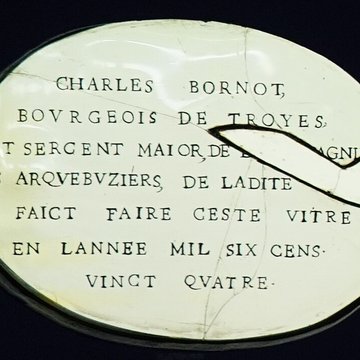 CHARLES BORNOT,
BOVRGEOIS DE TROYES,
T SERGENT MAIOR, DE
ARQVEBVZIERS, DE LADITE
FAICT FAIRE CESTE VITRE
EN LANNEE MIL SIX CENS.
VINCT QVATRE.